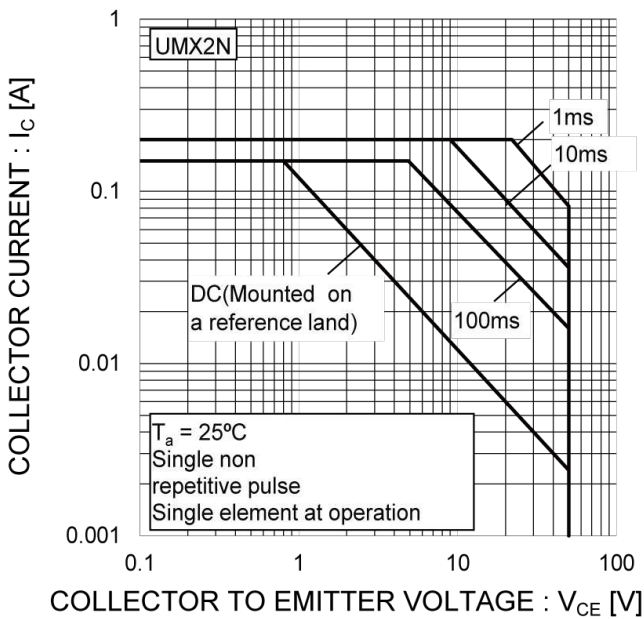 UMX2N
COLLECTOR CURRENT : IC [A]
1
0.1
0.01
0.001
1ms
10ms
100ms
DC(Mounted on
a reference land)
Ta = 25ºC
Single non
repetitive pulse
Single element at operation
0.1
1
10
100
COLLECTOR TO EMITTER VOLTAGE : VCE [V]